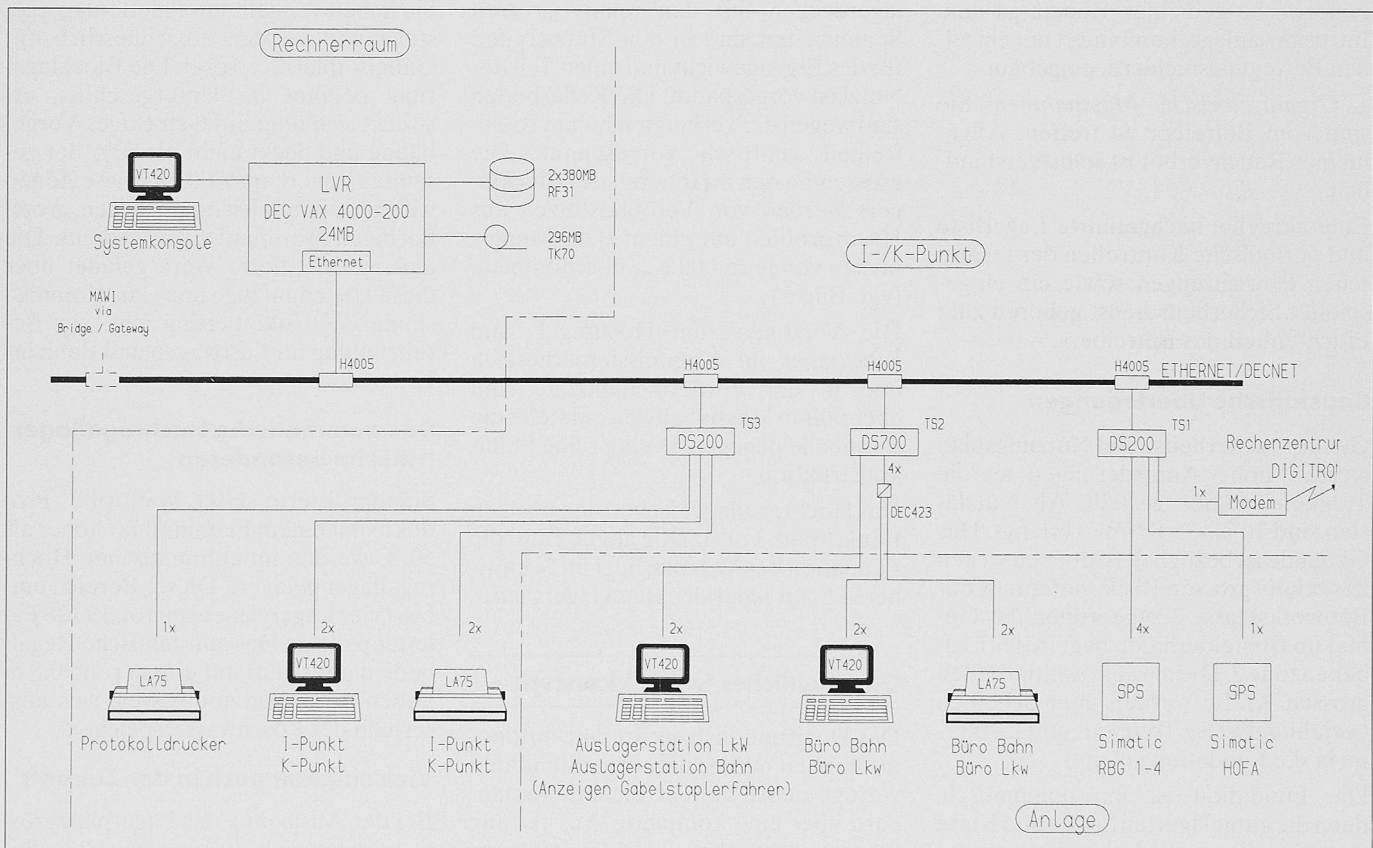 Rechnerraum
VT420
Systemkonsole
LVR
DEC VAX 4000-200
24MB
Ethernet
2x380MB
RF31
296MB
TK70
I-/K-Punkt
MAWI
via
Bridge / Gateway
H4005
H4005
H4005
H4005
ETHERNET/DECNET
DS200
TS3
DS700
TS2
DS200
TS1
4x
DEC423
1x
Modem
Rechenzentrum
DIGITRON
1x
2x
2x
2x
2x
2x
4x
1x
LA75
VT420
LA75
VT420
VT420
LA75
SPS
SPS
Protokolldrucker
I-Punkt
K-Punkt
I-Punkt
K-Punkt
Auslagerstation LkW
Auslagerstation Bahn
(Anzeigen Gabelstaplerfahrer)
Büro Bahn
Büro Lkw
Büro Bahn
Büro Lkw
Simatic
RBG 1-4
Simatic
HOFA
Anlage